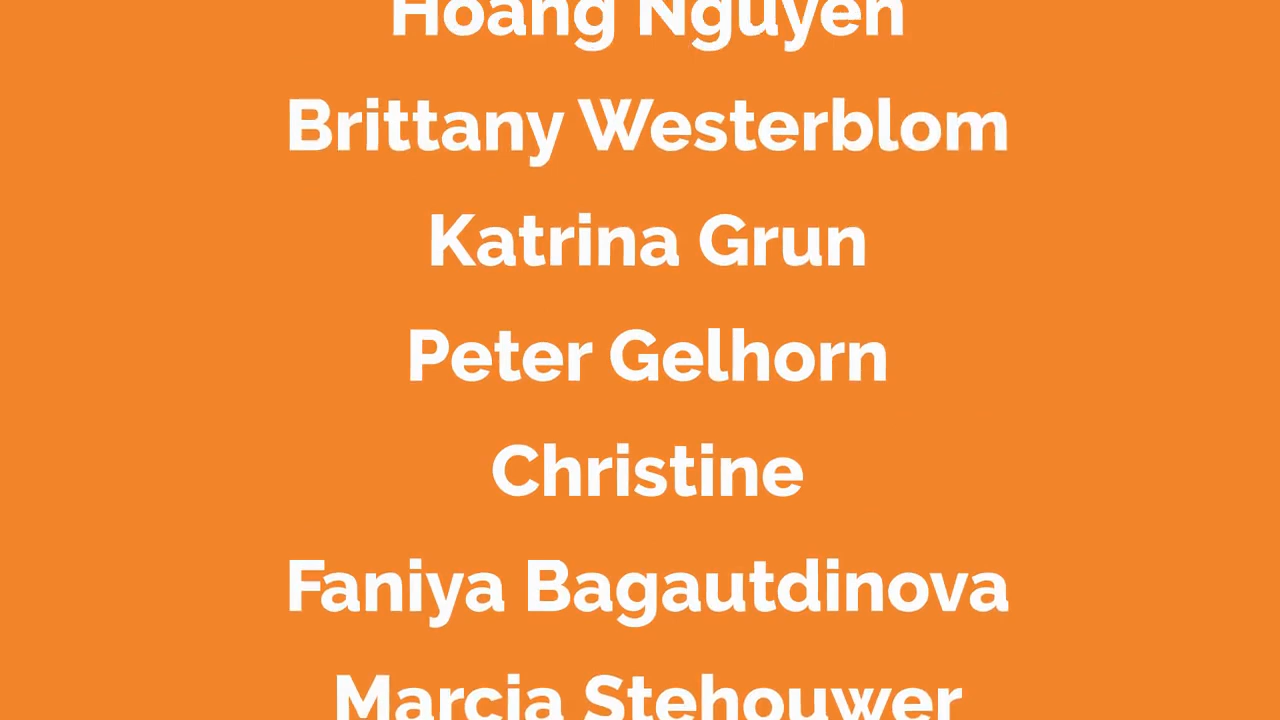 Hoang Nguyen
Brittany Westerblom
Katrina Grun
Peter Gelhorn
Christine
Faniya Bagautdinova
Marcia Stehouwer